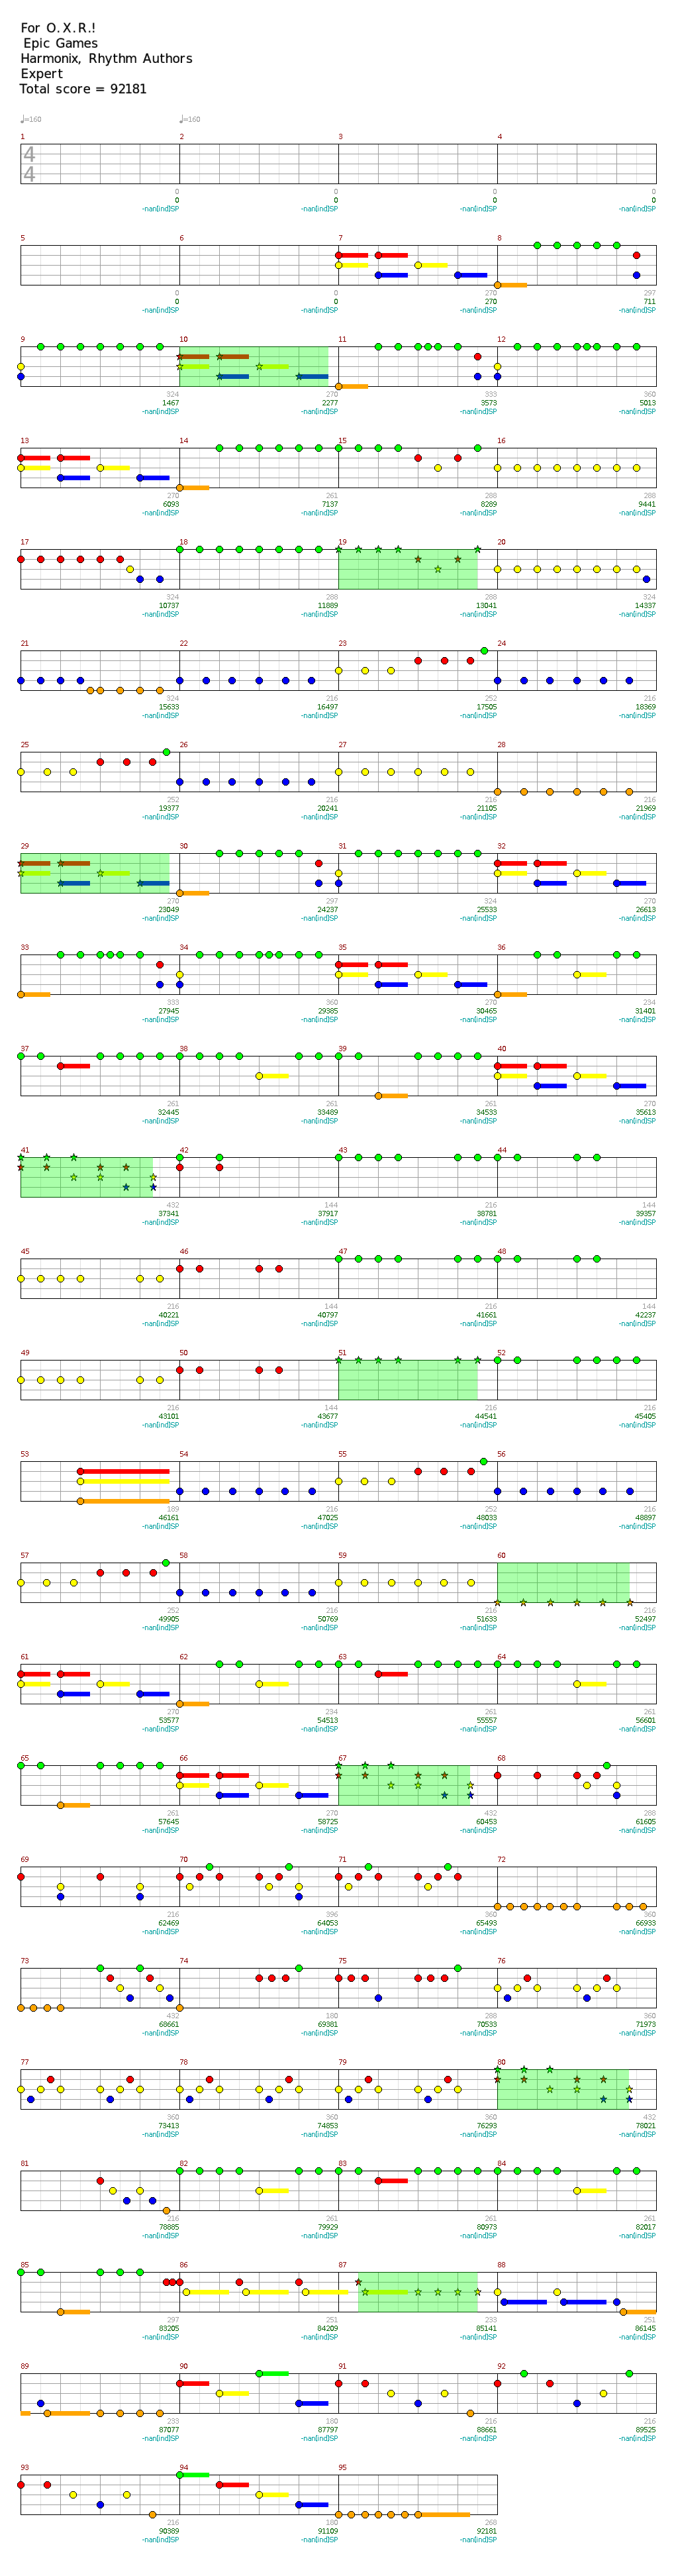 For O.X.R.!
Epic Games
Harmonix, Rhythm Authors
Expert
Total score = 92181
♩=160 ♩=160
1 2 3 4
4
4
0 0 0 0
0 0 0 0
-nan[ind]SP -nan[ind]SP -nan[ind]SP -nan[ind]SP
5 6 7 8
0 0 270 297
0 0 270 711
-nan[ind]SP -nan[ind]SP -nan[ind]SP -nan[ind]SP
9 10 11 12
324 270 333 360
1467 2277 3573 5013
-nan[ind]SP -nan[ind]SP -nan[ind]SP -nan[ind]SP
13 14 15 16
270 261 288 288
6093 7137 8289 9441
-nan[ind]SP -nan[ind]SP -nan[ind]SP -nan[ind]SP
17 18 19 20
324 288 288 324
10737 11889 13041 14337
-nan[ind]SP -nan[ind]SP -nan[ind]SP -nan[ind]SP
21 22 23 24
324 216 252 216
15633 16497 17505 18369
-nan[ind]SP -nan[ind]SP -nan[ind]SP -nan[ind]SP
25 26 27 28
252 216 216 216
19377 20241 21105 21969
-nan[ind]SP -nan[ind]SP -nan[ind]SP -nan[ind]SP
29 30 31 32
270 297 324 270
23049 24237 25533 26613
-nan[ind]SP -nan[ind]SP -nan[ind]SP -nan[ind]SP
33 34 35 36
333 360 270 234
27945 29385 30465 31401
-nan[ind]SP -nan[ind]SP -nan[ind]SP -nan[ind]SP
37 38 39 40
261 261 261 270
32445 33489 34533 35613
-nan[ind]SP -nan[ind]SP -nan[ind]SP -nan[ind]SP
41 42 43 44
432 144 216 144
37341 37917 38781 39357
-nan[ind]SP -nan[ind]SP -nan[ind]SP -nan[ind]SP
45 46 47 48
216 144 216 144
40221 40797 41661 42237
-nan[ind]SP -nan[ind]SP -nan[ind]SP -nan[ind]SP
49 50 51 52
216 144 216 216
43101 43677 44541 45405
-nan[ind]SP -nan[ind]SP -nan[ind]SP -nan[ind]SP
53 54 55 56
189 216 252 216
46161 47025 48033 48897
-nan[ind]SP -nan[ind]SP -nan[ind]SP -nan[ind]SP
57 58 59 60
252 216 216 216
49905 50769 51633 52497
-nan[ind]SP -nan[ind]SP -nan[ind]SP -nan[ind]SP
61 62 63 64
270 234 261 261
53577 54513 55557 56601
-nan[ind]SP -nan[ind]SP -nan[ind]SP -nan[ind]SP
65 66 67 68
261 270 432 288
57645 58725 60453 61605
-nan[ind]SP -nan[ind]SP -nan[ind]SP -nan[ind]SP
69 70 71 72
216 396 360 360
62469 64053 65493 66933
-nan[ind]SP -nan[ind]SP -nan[ind]SP -nan[ind]SP
73 74 75 76
432 180 288 360
68661 69381 70533 71973
-nan[ind]SP -nan[ind]SP -nan[ind]SP -nan[ind]SP
77 78 79 80
360 360 360 432
73413 74853 76293 78021
-nan[ind]SP -nan[ind]SP -nan[ind]SP -nan[ind]SP
81 82 83 84
216 261 261 261
78885 79929 80973 82017
-nan[ind]SP -nan[ind]SP -nan[ind]SP -nan[ind]SP
85 86 87 88
297 251 233 251
83205 84209 85141 86145
-nan[ind]SP -nan[ind]SP -nan[ind]SP -nan[ind]SP
89 90 91 92
233 180 216 216
87077 87797 88661 89525
-nan[ind]SP -nan[ind]SP -nan[ind]SP -nan[ind]SP
93 94 95
216 180 268
90389 91109 92181
-nan[ind]SP -nan[ind]SP -nan[ind]SP